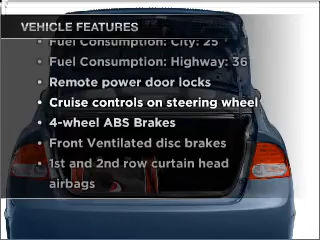 VEHICLE FEATURES
• Fuel Consumption: City: 25
• Fuel Consumption: Highway: 36
• Remote power door locks
• Cruise controls on steering wheel
• 4-wheel ABS Brakes
• Front Ventilated disc brakes
• 1st and 2nd row curtain head
airbags